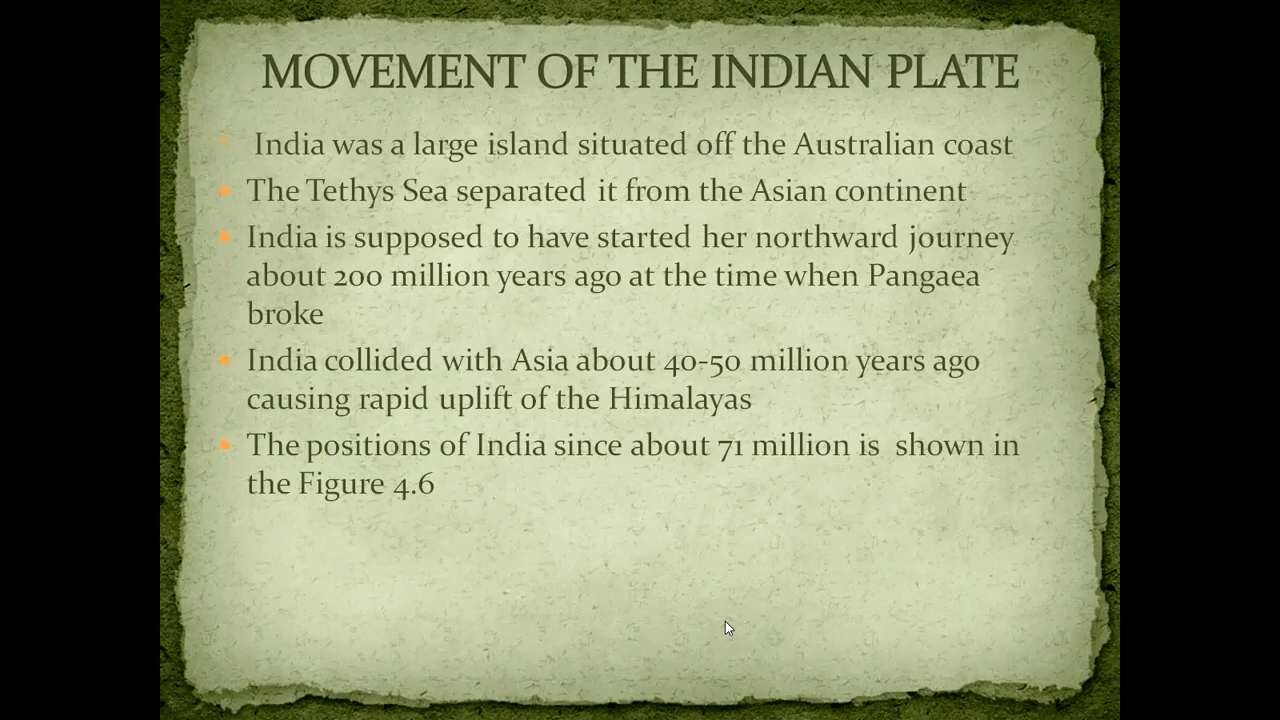 MOVEMENT OF THE INDIAN PLATE
India was a large island situated off the Australian coast
The Tethys Sea separated it from the Asian continent
India is supposed to have started her northward journey
about 200 million years ago at the time when Pangaea
broke
India collided with Asia about 40-50 million years ago
causing rapid uplift of the Himalayas
The positions of India since about 71 million is  shown in
the Figure 4.6